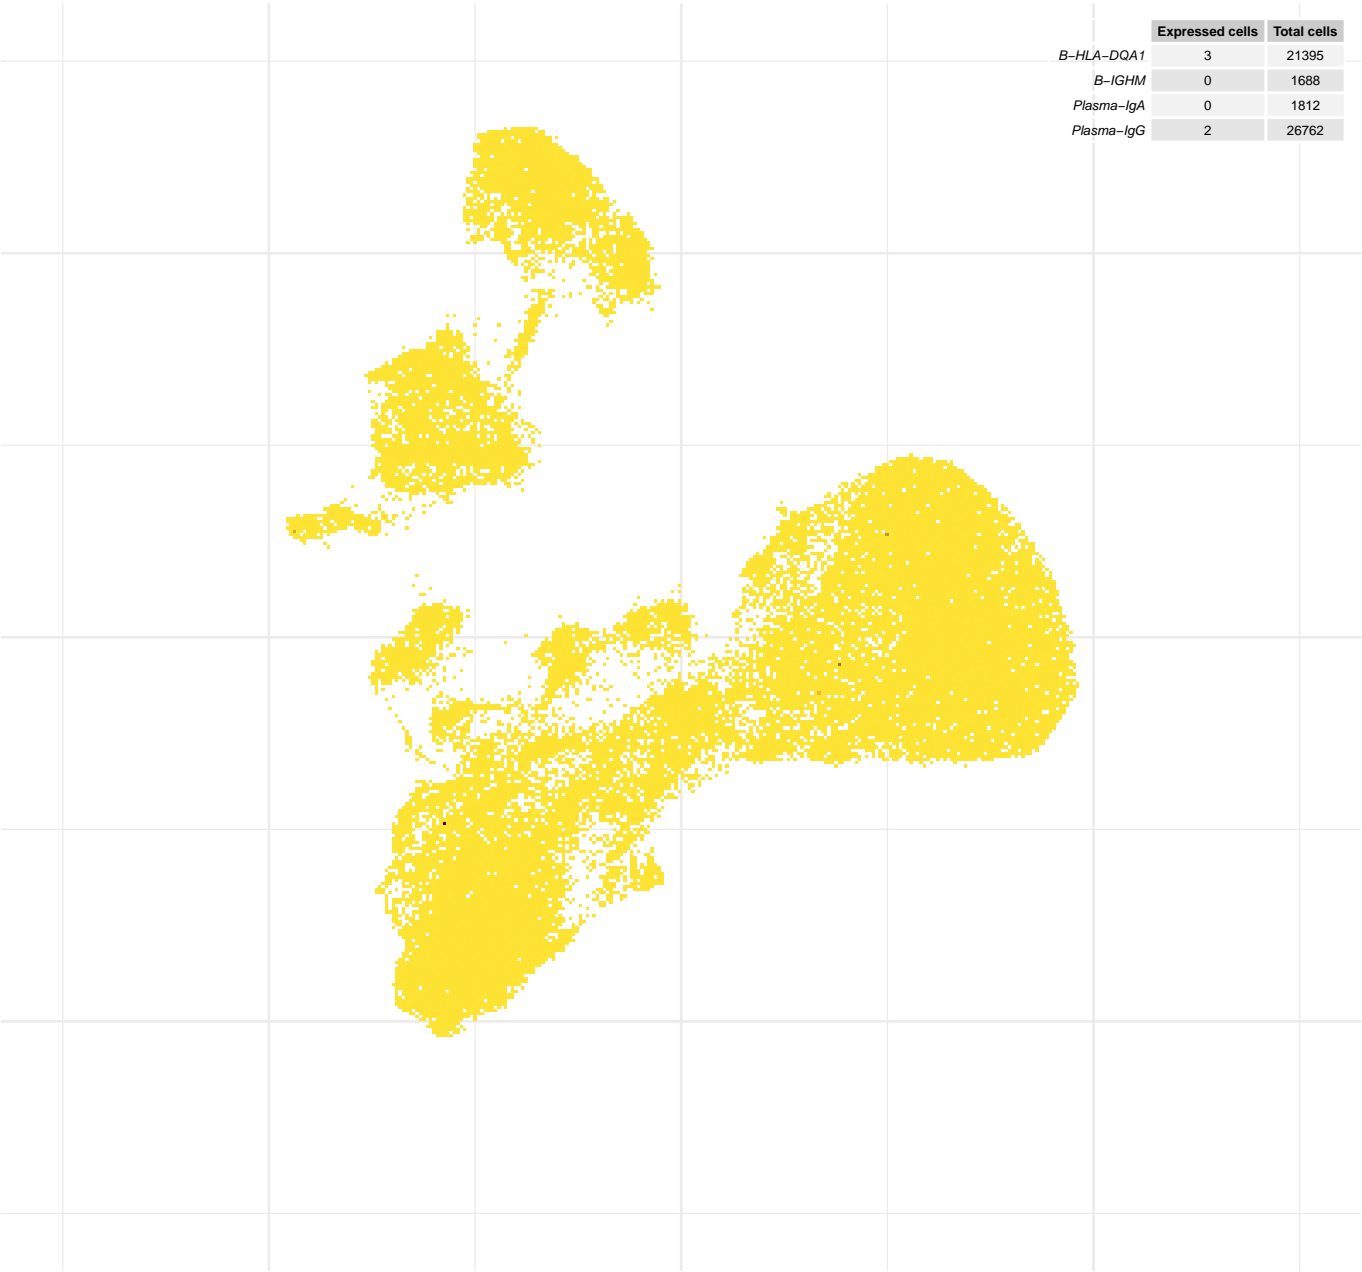 Expressed cells Total cells
B−HLA−DQA1 3 21395
B−IGHM 0 1688
Plasma−IgA 0 1812
Plasma−IgG 2 26762